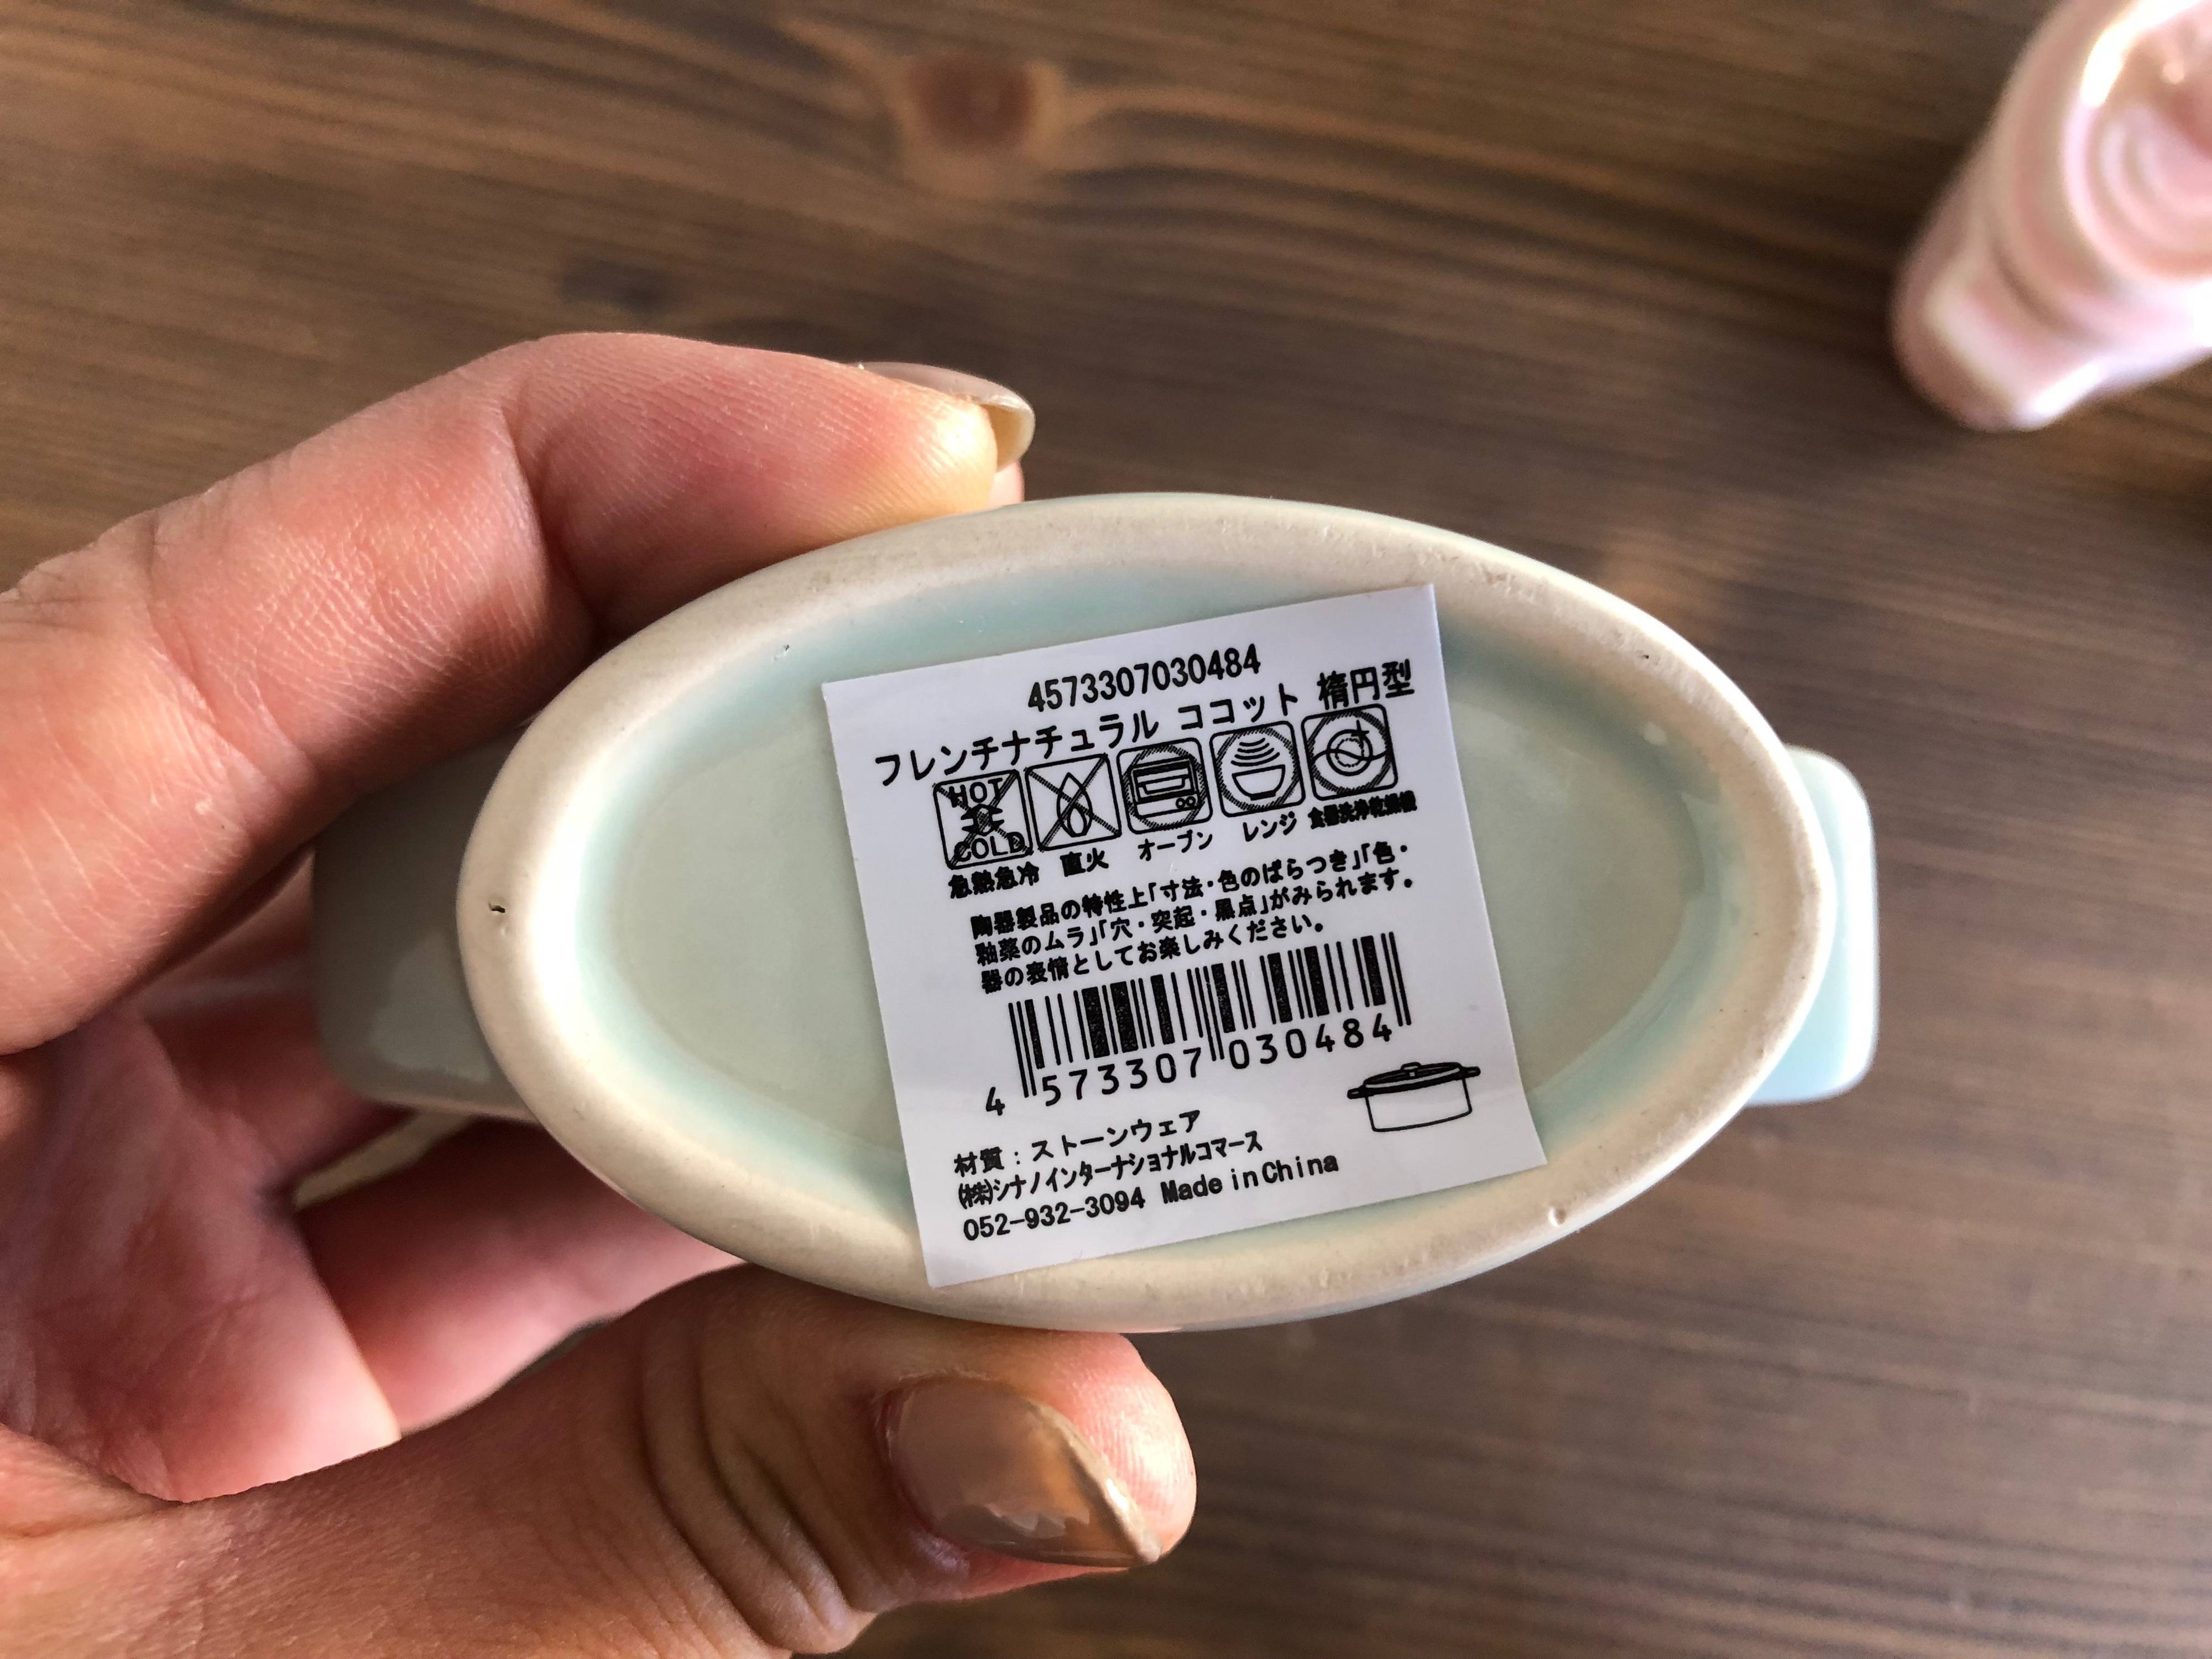 4573307030484
フレンチナチュラル ココット 楕円型
HOT
COLD
急熱急冷 直火 オーブン レンジ 食器洗浄乾燥機
陶器製品の特性上｢寸法・色のばらつき｣｢色・
釉薬のムラ｣｢穴・突起・黒点｣がみられます。
器の表情としてお楽しみください。
4 573307 030484
材質：ストーンウェア
㈱シナノインターナショナルコマース
052-932-3094 Made in China